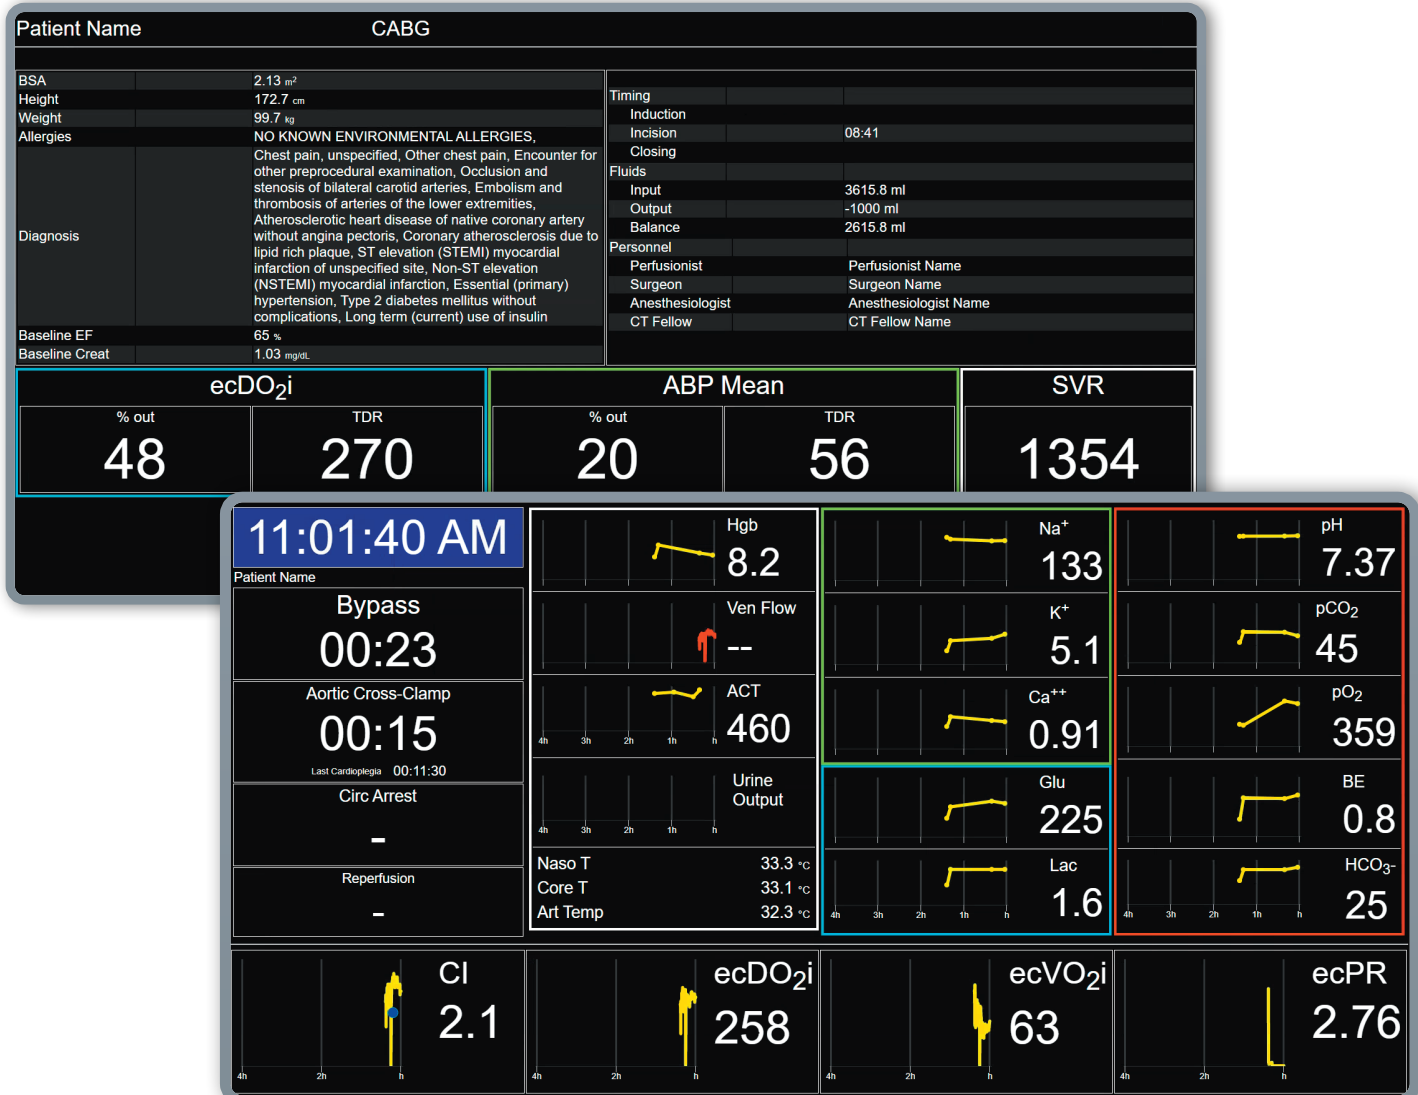 Patient Name CABG
BSA 2.13 m²
Height 172.7 cm
Weight 99.7 kg
Allergies NO KNOWN ENVIRONMENTAL ALLERGIES,
Diagnosis
Chest pain, unspecified, Other chest pain, Encounter for
other preprocedural examination, Occlusion and
stenosis of bilateral carotid arteries, Embolism and
thrombosis of arteries of the lower extremities,
Atherosclerotic heart disease of native coronary artery
without angina pectoris, Coronary atherosclerosis due to
lipid rich plaque, ST elevation (STEMI) myocardial
infarction of unspecified site, Non-ST elevation
(NSTEMI) myocardial infarction, Essential (primary)
hypertension, Type 2 diabetes mellitus without
complications, Long term (current) use of insulin
Baseline EF 65 %
Baseline Creat 1.03 mg/dL
Timing
Induction
Incision 08:41
Closing
Fluids
Input 3615.8 ml
Output -1000 ml
Balance 2615.8 ml
Personnel
Perfusionist Perfusionist Name
Surgeon Surgeon Name
Anesthesiologist Anesthesiologist Name
CT Fellow CT Fellow Name
ecDO₂i
% out TDR
48 270
ABP Mean
% out TDR
20 56
SVR
1354
11:01:40 AM
Patient Name
Bypass
00:23
Aortic Cross-Clamp
00:15
Last Cardioplegia 00:11:30
Circ Arrest
-
Reperfusion
-
Hgb
8.2
Ven Flow
--
ACT
460
4h 3h 2h 1h h
Urine
Output
4h 3h 2h 1h h
Naso T 33.3 °C
Core T 33.1 °C
Art Temp 32.3 °C
Na⁺
133
K⁺
5.1
Ca⁺⁺
0.91
Glu
225
Lac
1.6
4h 3h 2h 1h h
pH
7.37
pCO₂
45
pO₂
359
BE
0.8
HCO₃-
25
4h 3h 2h 1h h
CI
2.1
4h 2h h
ecDO₂i
258
4h 2h h
ecVO₂i
63
4h 2h h
ecPR
2.76
4h 2h h